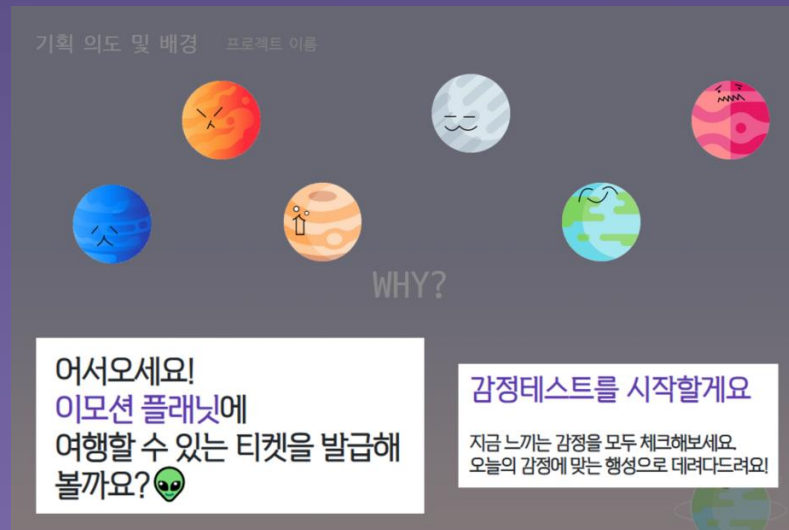 기획 의도 및 배경 프로젝트 이름
WHY?
어서오세요!
이모션 플래닛에
여행할 수 있는 티켓을 발급해
볼까요?👽
감정테스트를 시작할게요
지금 느끼는 감정을 모두 체크해보세요.
오늘의 감정에 맞는 행성으로 데려다드려요!